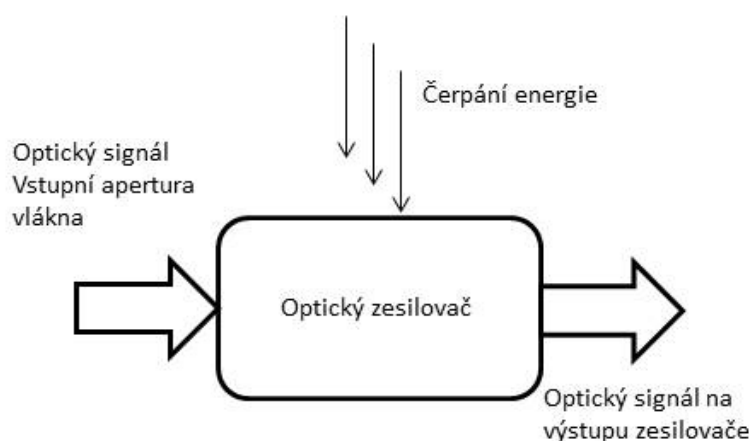 Čerpání energie
Optický signál
Vstupní apertura
vlákna
Optický zesilovač
Optický signál na
výstupu zesilovače